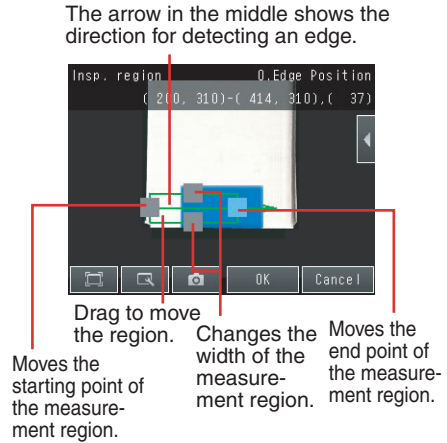 The arrow in the middle shows the
direction for detecting an edge.
Insp. region 0.Edge Position
( 200, 310)-( 414, 310),( 37)
OK Cancel
Drag to move
the region.
Changes the
width of the
measure-
ment region.
Moves the
end point of
the measure-
ment region.
Moves the
starting point of
the measure-
ment region.